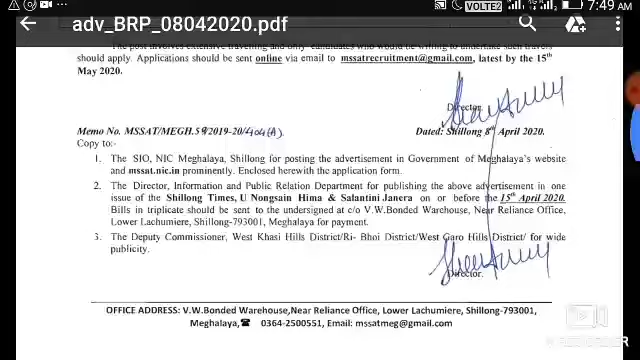 VOLTE2 7:49 AM
adv_BRP_08042020.pdf
The post involves extensive travelling and only candidates who would be willing to undertake such travels
should apply. Applications should be sent online via email to mssatrecruitment@gmail.com, latest by the 15th
May 2020.
Director.
Memo No. MSSAT/MEGH.59/2019-20/404(A).
Dated: Shillong 8th April 2020.
Copy to:-
1. The SIO, NIC Meghalaya, Shillong for posting the advertisement in Government of Meghalaya's website
and mssat.nic.in prominently. Enclosed herewith the application form.
2. The Director, Information and Public Relation Department for publishing the above advertisement in one
issue of the Shillong Times, U Nongsain Hima & Salantini Janera on or before the 15th April 2020.
Bills in triplicate should be sent to the undersigned at c/o V.W.Bonded Warehouse, Near Reliance Office,
Lower Lachumiere, Shillong-793001, Meghalaya for payment.
3. The Deputy Commissioner, West Khasi Hills District/Ri- Bhoi District/West Garo Hills District/ for wide
publicity.
Director.
OFFICE ADDRESS: V.W.Bonded Warehouse,Near Reliance Office, Lower Lachumiere, Shillong-793001,
Meghalaya,☎ 0364-2500551, Email: mssatmeg@gmail.com
RECORDER